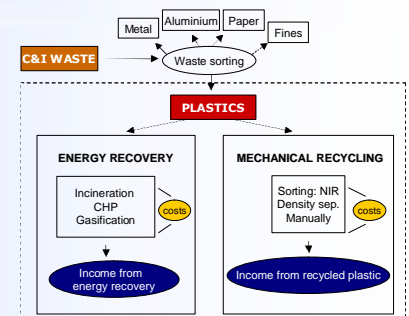 Metal
Aluminium
Paper
Fines
C&I WASTE
Waste sorting
PLASTICS
ENERGY RECOVERY
Incineration
CHP
Gasification
costs
Income from
energy recovery
MECHANICAL RECYCLING
Sorting: NIR
Density sep.
Manually
costs
Income from recycled plastic